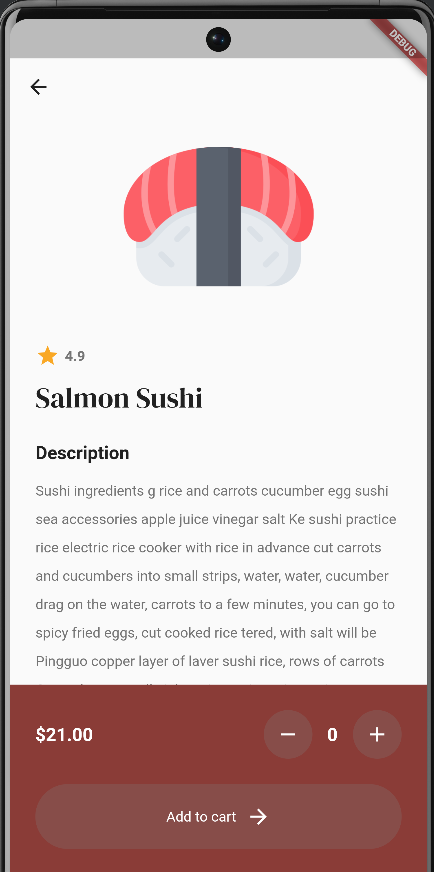 DEBUG
4.9
Salmon Sushi
Description
Sushi ingredients g rice and carrots cucumber egg sushi
sea accessories apple juice vinegar salt Ke sushi practice
rice electric rice cooker with rice in advance cut carrots
and cucumbers into small strips, water, water, cucumber
drag on the water, carrots to a few minutes, you can go to
spicy fried eggs, cut cooked rice tered, with salt will be
Pingguo copper layer of laver sushi rice, rows of carrots
$21.00
0
Add to cart